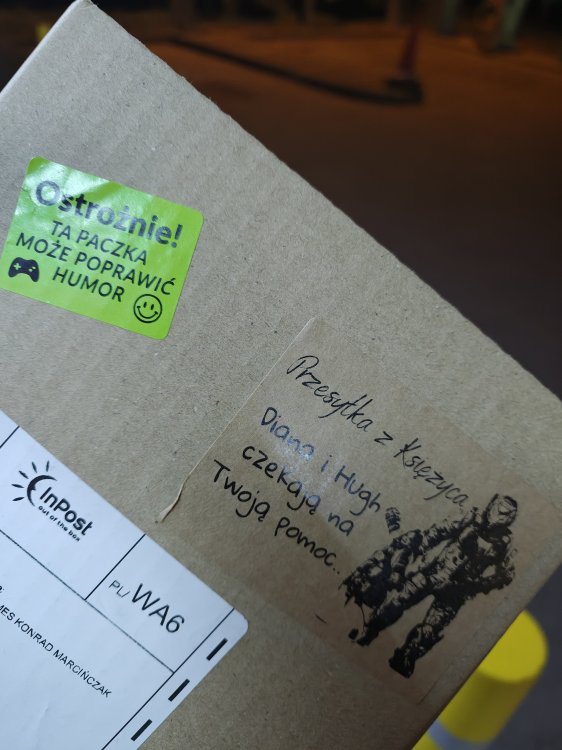 Ostrożnie!
TA PACZKA
MOŻE POPRAWIĆ
HUMOR
Przesyłka z Księżyca
Diana i Hugh
czekają na
Twoją pomoc..
InPost
out of the box
PL/ WA6
KONRAD MARCIŃCZAK